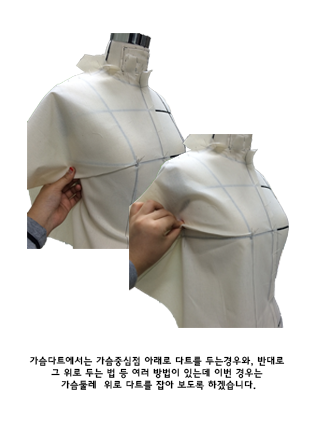 가슴다트에서는 가슴중심점 아래로 다트를 두는경우와, 반대로
그 위로 두는 법 등 여러 방법이 있는데 이번 경우는
가슴둘레 위로 다트를 잡아 보도록 하겠습니다.